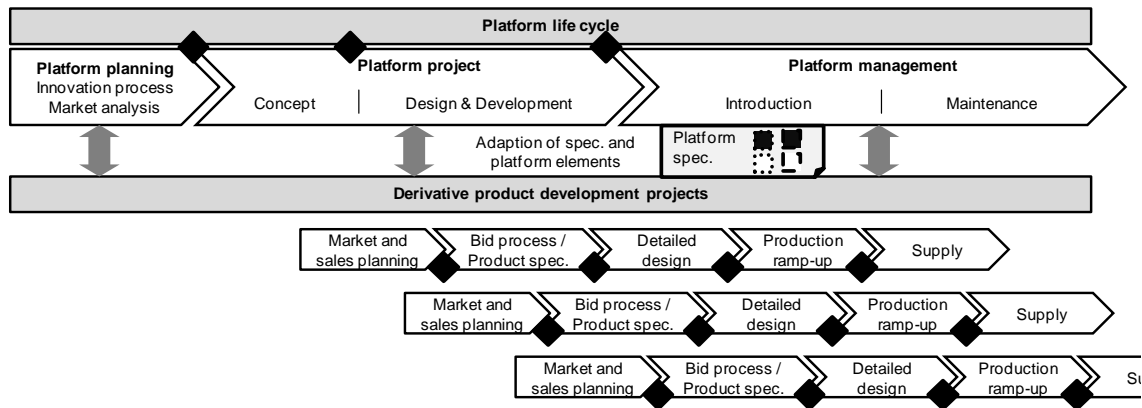 Platform life cycle
Platform planning
Innovation process
Market analysis
Platform project
Concept
Design & Development
Platform management
Introduction
Maintenance
Adaption of spec. and
platform elements
Platform
spec.
Derivative product development projects
Market and
sales planning
Bid process /
Product spec.
Detailed
design
Production
ramp-up
Supply
Market and
sales planning
Bid process /
Product spec.
Detailed
design
Production
ramp-up
Supply
Market and
sales planning
Bid process /
Product spec.
Detailed
design
Production
ramp-up
Su